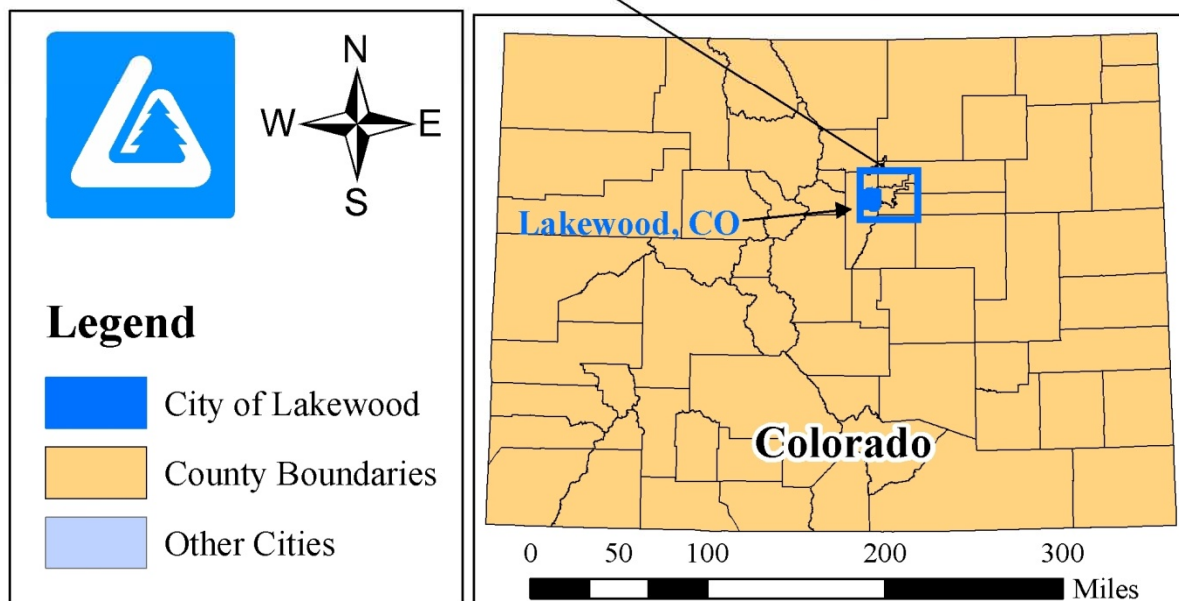 N
W E
S
Legend
City of Lakewood
County Boundaries
Other Cities
Lakewood, CO
Colorado
0 50 100 200 300
Miles